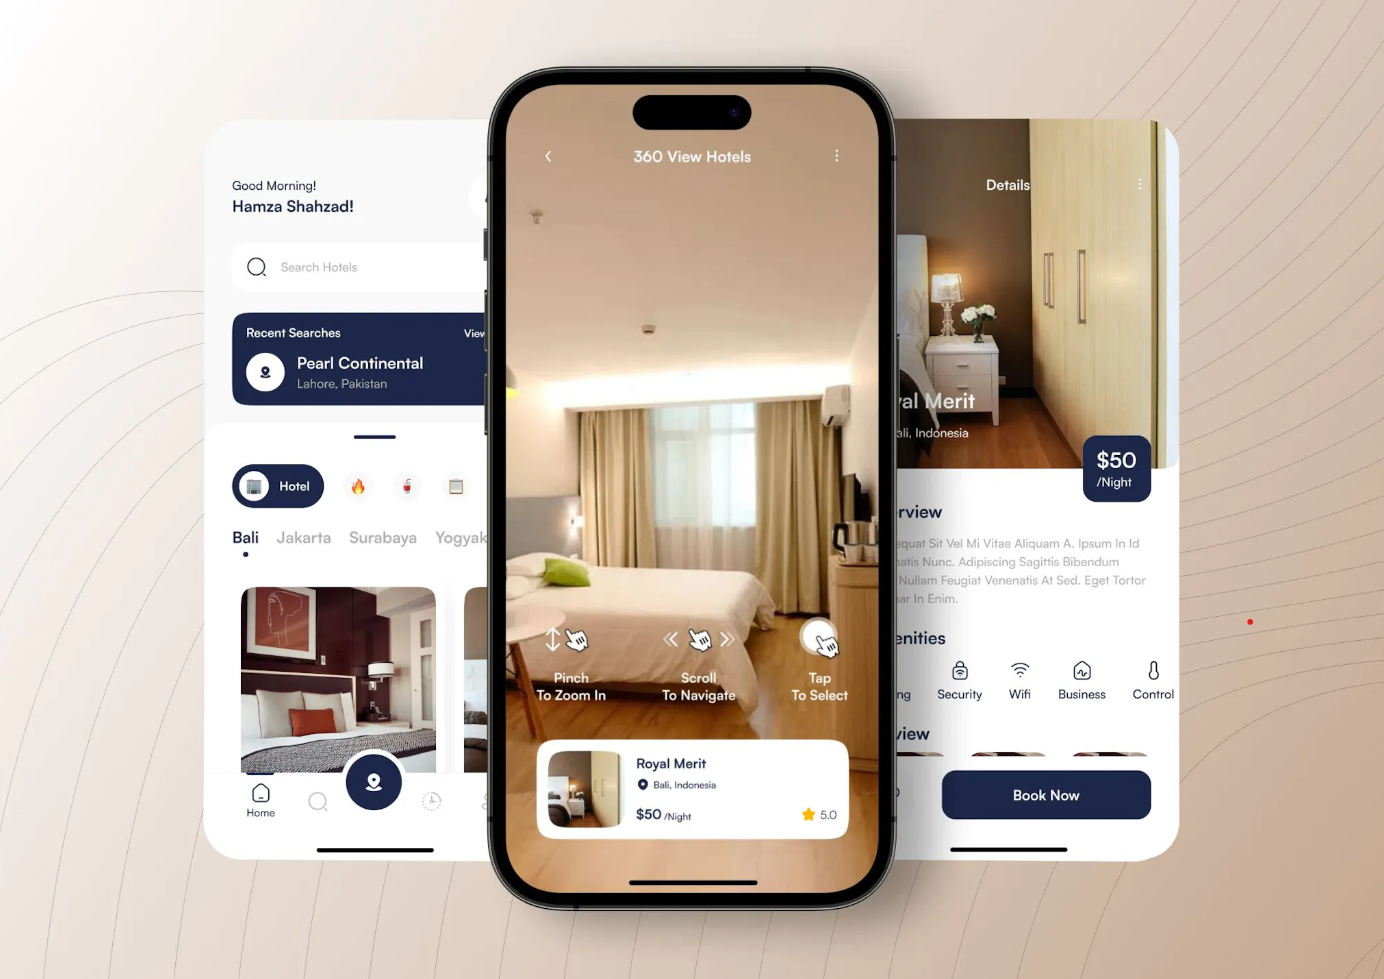 Good Morning!
Hamza Shahzad!
Search Hotels
Recent Searches
View
Pearl Continental
Lahore, Pakistan
Hotel
Bali Jakarta Surabaya Yogyak
Home
360 View Hotels
Pinch
To Zoom In
Scroll
To Navigate
Tap
To Select
Royal Merit
Bali, Indonesia
$50 /Night
5.0
Details
yal Merit
ali, Indonesia
$50
/Night
rview
equat Sit Vel Mi Vitae Aliquam A. Ipsum In Id
natis Nunc. Adipiscing Sagittis Bibendum
Nullam Feugiat Venenatis At Sed. Eget Tortor
ar In Enim.
enities
ng Security Wifi Business Control
view
Book Now